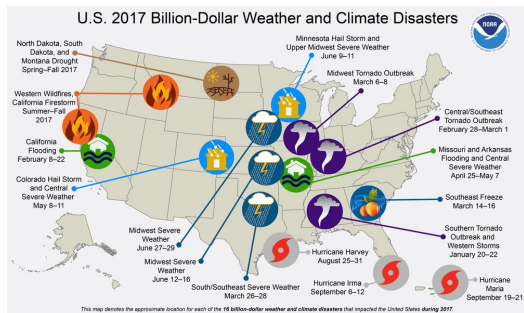 U.S. 2017 Billion-Dollar Weather and Climate Disasters
NOAA
North Dakota, South
Dakota, and
Montana Drought
Spring–Fall 2017
Minnesota Hail Storm and
Upper Midwest Severe Weather
June 9–11
Midwest Tornado Outbreak
March 6–8
Western Wildfires,
California Firestorm
Summer–Fall
2017
Central/Southeast
Tornado Outbreak
February 28–March 1
California
Flooding
February 8–22
Missouri and Arkansas
Flooding and Central
Severe Weather
April 25–May 7
Colorado Hail Storm
and Central
Severe Weather
May 8–11
Southeast Freeze
March 14–16
Southern Tornado
Outbreak and
Western Storms
January 20–22
Midwest Severe
Weather
June 27–29
Midwest Severe
Weather
June 12–16
South/Southeast Severe Weather
March 26–28
Hurricane Harvey
August 25–31
Hurricane Irma
September 6–12
Hurricane
Maria
September 19–21
This map denotes the approximate location for each of the 16 billion-dollar weather and climate disasters that impacted the United States during 2017.